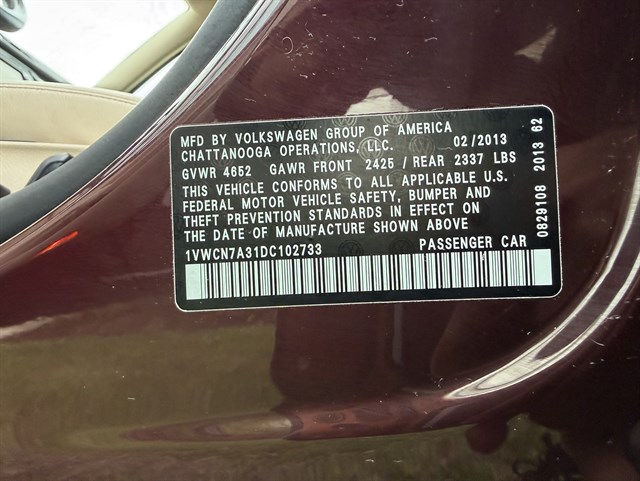 MFD BY VOLKSWAGEN GROUP OF AMERICA
CHATTANOOGA OPERATIONS, LLC. 02/2013
GVWR 4652 GAWR FRONT 2425 / REAR 2337 LBS
THIS VEHICLE CONFORMS TO ALL APPLICABLE U.S.
FEDERAL MOTOR VEHICLE SAFETY, BUMPER AND
THEFT PREVENTION STANDARDS IN EFFECT ON
THE DATE OF MANUFACTURE SHOWN ABOVE
1VWCN7A31DC102733 PASSENGER CAR
0829108 2013 62